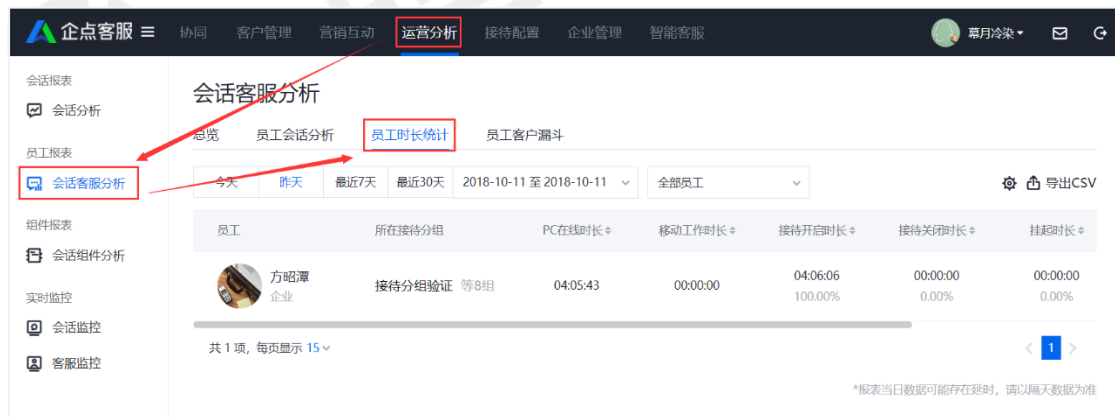 企点客服 协同 客户管理 营销互动 运营分析 接待配置 企业管理 智能客服 幕月冷染
会话报表
会话分析
员工报表
会话客服分析
组件报表
会话组件分析
实时监控
会话监控
客服监控
会话客服分析
总览 员工会话分析 员工时长统计 员工客户漏斗
今天 昨天 最近7天 最近30天 2018-10-11 至 2018-10-11 全部员工 导出CSV
员工 所在接待分组 PC在线时长 移动工作时长 接待开启时长 接待关闭时长 挂起时长
方昭潭 接待分组验证 等8组 04:05:43 00:00:00 04:06:06 00:00:00 00:00:00
企业 100.00% 0.00% 0.00%
共 1 项，每页显示 15 1
*报表当日数据可能存在延时，请以隔天数据为准